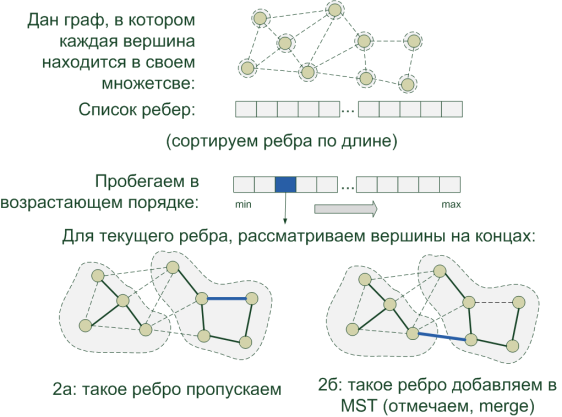 Дан граф, в котором
каждая вершина
находится в своем
множетсве:
Список ребер:
...
(сортируем ребра по длине)
Пробегаем в
возрастающем порядке:
...
min
max
Для текущего ребра, рассматриваем вершины на концах:
2а: такое ребро пропускаем
2б: такое ребро добавляем в
MST (отмечаем, merge)